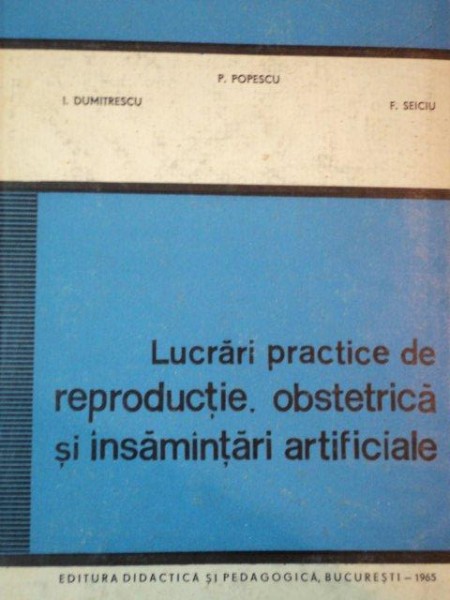 P. POPESCU
I. DUMITRESCU
F. SEICIU
Lucrări practice de
reproducție. obstetrică
și insămințări artificiale
EDITURA DIDACTICA ȘI PEDAGOGICĂ, BUCUREȘTI – 1965